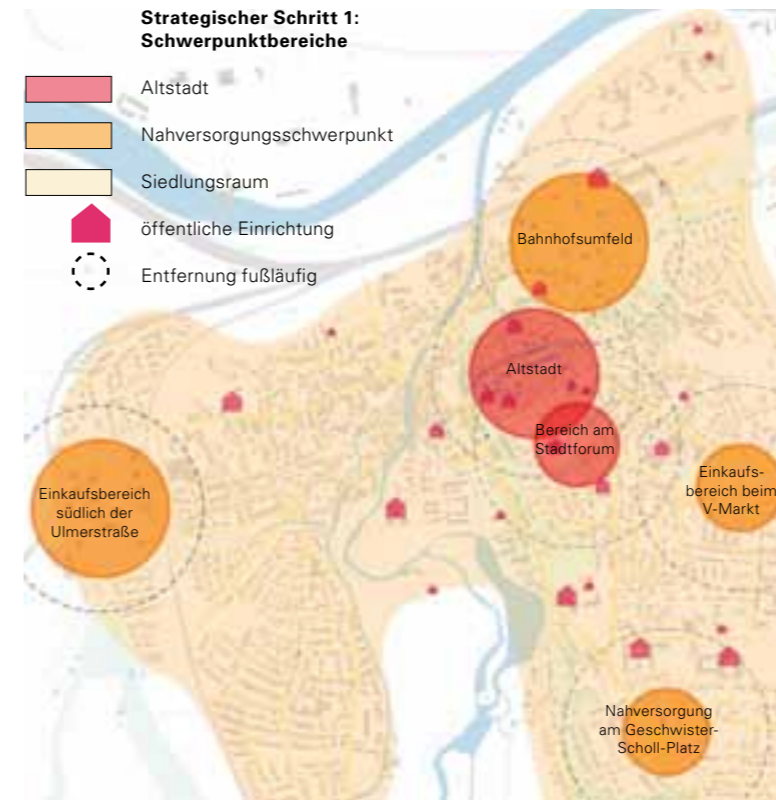 Strategischer Schritt 1:
Schwerpunktbereiche
Altstadt
Nahversorgungsschwerpunkt
Siedlungsraum
öffentliche Einrichtung
Entfernung fußläufig
Bahnhofsumfeld
Altstadt
Bereich am
Stadtforum
Einkaufs-
bereich beim
V-Markt
Einkaufsbereich
südlich der
Ulmerstraße
Nahversorgung
am Geschwister-
Scholl-Platz